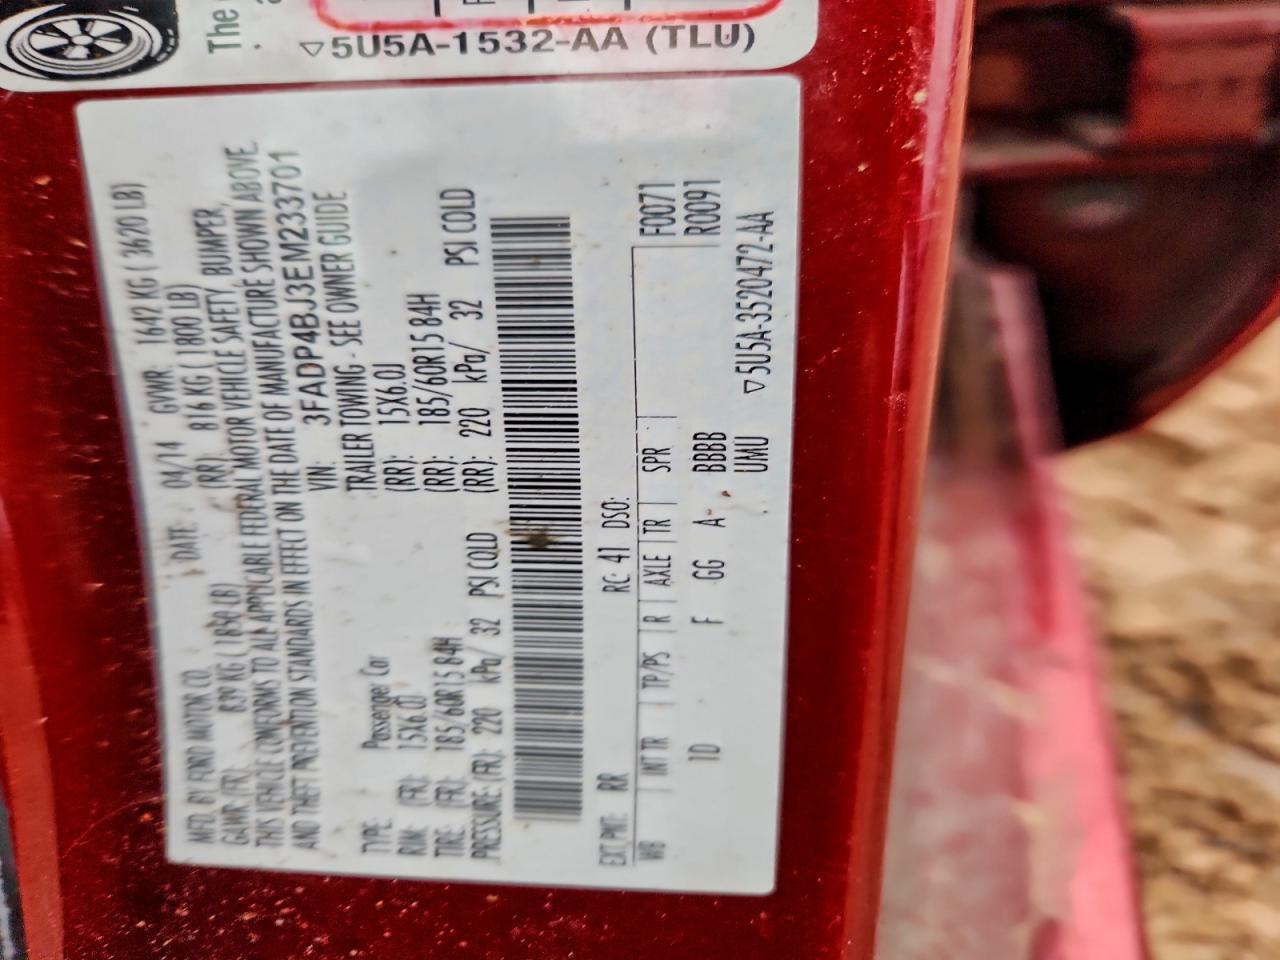 The
5U5A-1532-AA (TLU)
MFD. BY FORD MOTOR CO.
DATE: 04/14 GVWR: 1642 KG ( 3620 LB)
GAWR (FR): 839 KG ( 1850 LB) (RR): 816 KG ( 1800 LB)
THIS VEHICLE CONFORMS TO ALL APPLICABLE FEDERAL MOTOR VEHICLE SAFETY, BUMPER,
AND THEFT PREVENTION STANDARDS IN EFFECT ON THE DATE OF MANUFACTURE SHOWN ABOVE.
VIN: 3FADP4BJ3EM233701
TYPE: Passenger Car TRAILER TOWING - SEE OWNER GUIDE
RIM: (FR): 15X6.0J (RR): 15X6.0J
TIRE: (FR): 185/60R15 84H (RR): 185/60R15 84H
PRESSURE: (FR): 220 kPa/ 32 PSI COLD (RR): 220 kPa/ 32 PSI COLD
EXT PNT: RR RC: 41 DSO:
WB INT TR TP/PS R AXLE TR SPR F0071
1D F GG A BBBB R0091
UMU 5U5A-3520472-AA